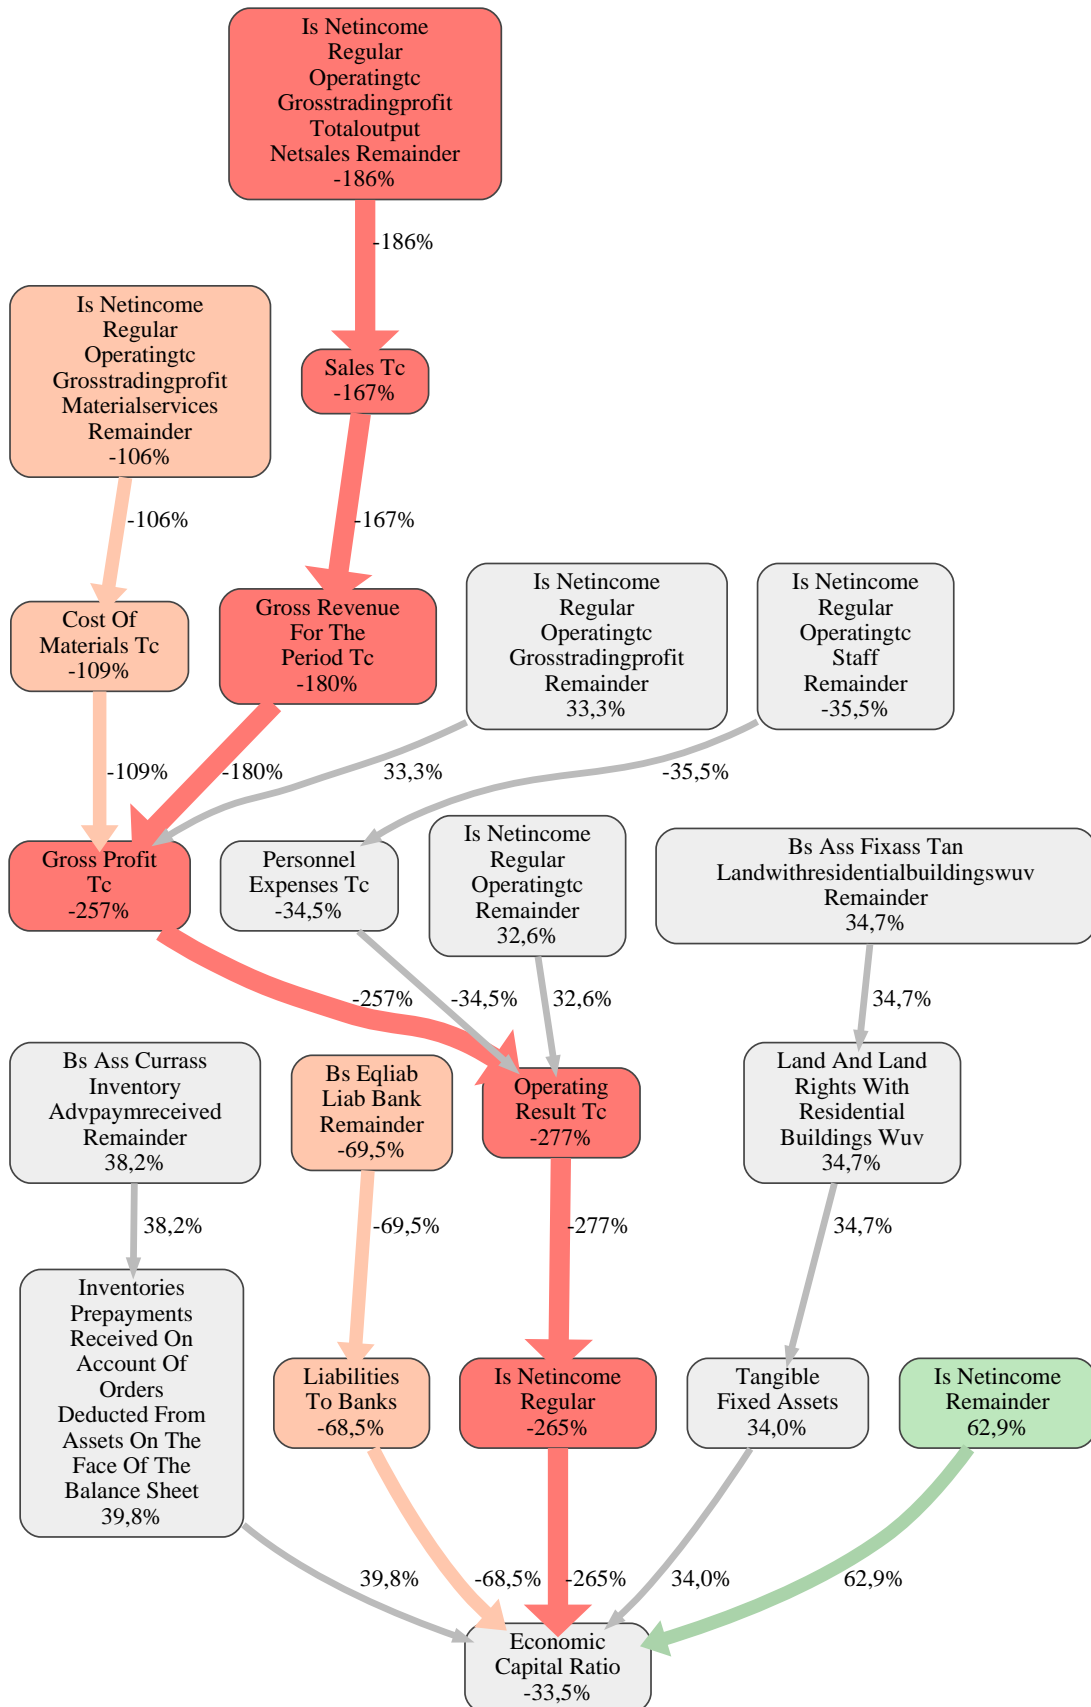 Is Netincome
Regular
Operatingtc
Grosstradingprofit
Totaloutput
Netsales Remainder
-186%
-186%
Is Netincome
Regular
Operatingtc
Grosstradingprofit
Materialservices
Remainder
-106%
Sales Tc
-167%
-106%
-167%
Cost Of
Materials Tc
-109%
Gross Revenue
For The
Period Tc
-180%
Is Netincome
Regular
Operatingtc
Grosstradingprofit
Remainder
33,3%
Is Netincome
Regular
Operatingtc
Staff
Remainder
-35,5%
-109%
-180%
33,3%
-35,5%
Gross Profit
Tc
-257%
Personnel
Expenses Tc
-34,5%
Is Netincome
Regular
Operatingtc
Remainder
32,6%
Bs Ass Fixass Tan
Landwithresidentialbuildingswuv
Remainder
34,7%
-257%
-34,5%
32,6%
34,7%
Bs Ass Currass
Inventory
Advpaymreceived
Remainder
38,2%
Bs Eqliab
Liab Bank
Remainder
-69,5%
Operating
Result Tc
-277%
Land And Land
Rights With
Residential
Buildings Wuv
34,7%
38,2%
-69,5%
-277%
34,7%
Inventories
Prepayments
Received On
Account Of
Orders
Deducted From
Assets On The
Face Of The
Balance Sheet
39,8%
Liabilities
To Banks
-68,5%
Is Netincome
Regular
-265%
Tangible
Fixed Assets
34,0%
Is Netincome
Remainder
62,9%
39,8%
-68,5%
-265%
34,0%
62,9%
Economic
Capital Ratio
-33,5%